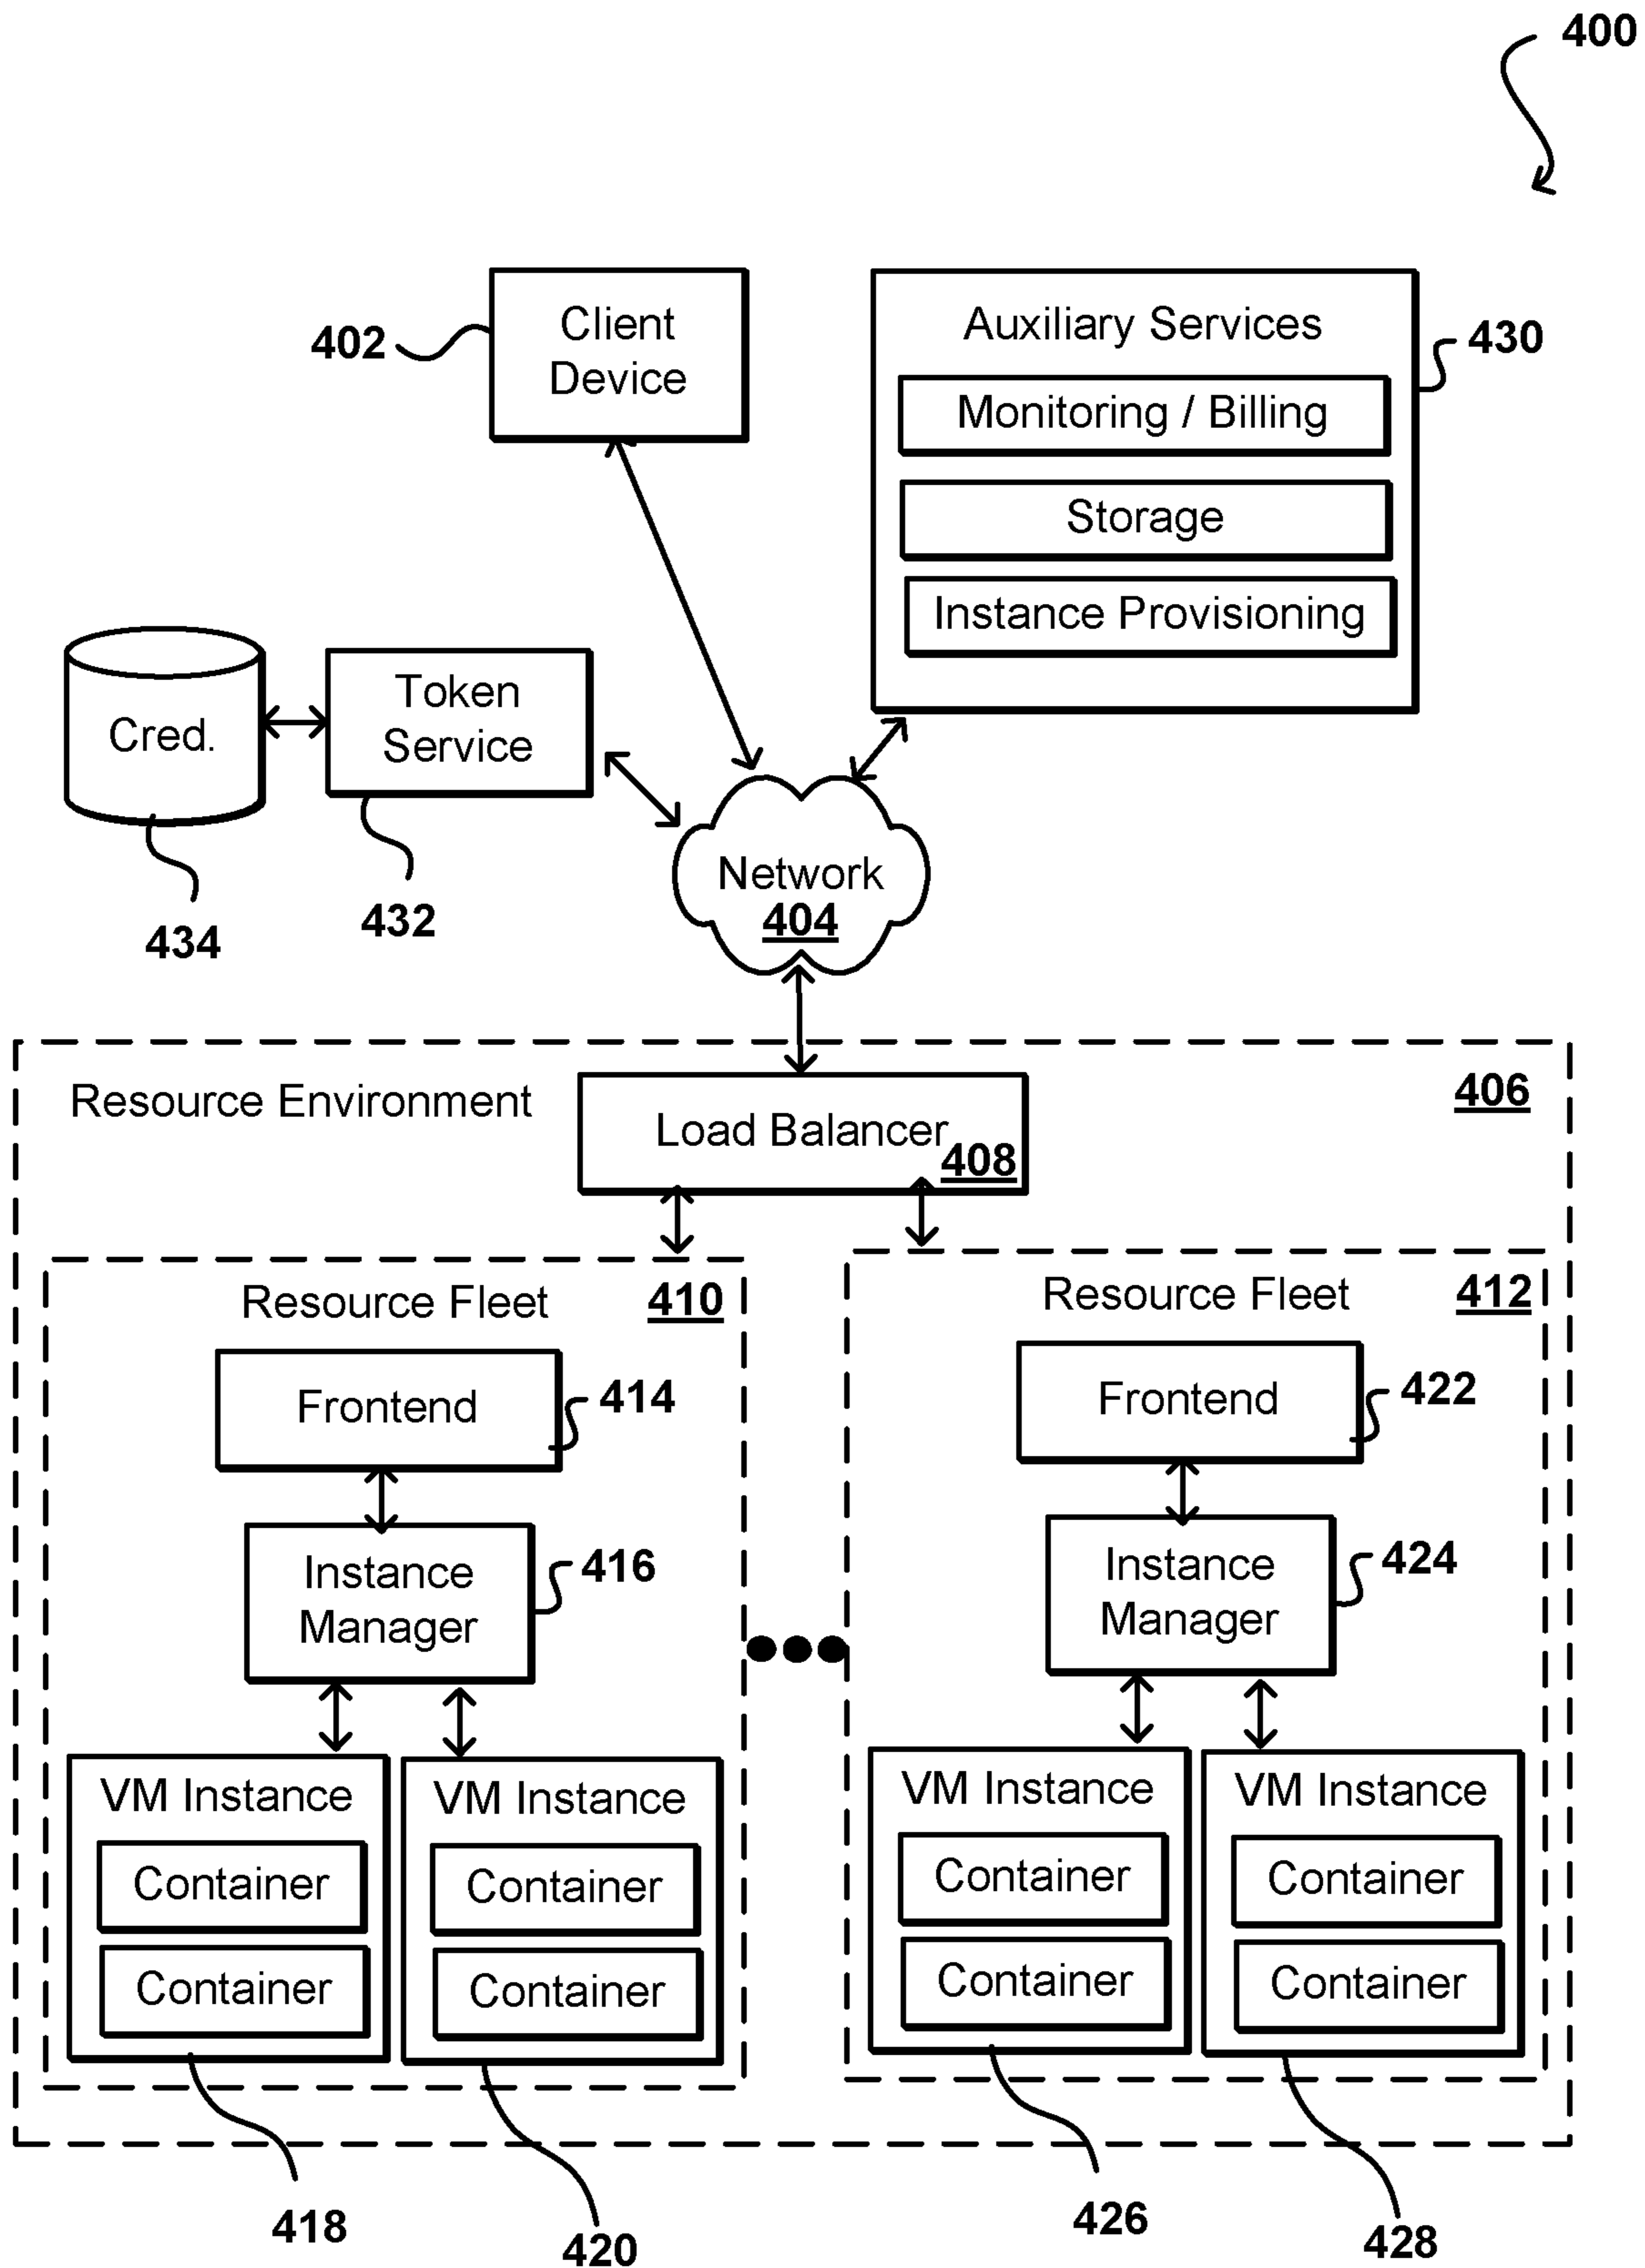 400
Client
Device
402
Auxiliary Services
430
Monitoring / Billing
Storage
Instance Provisioning
Cred.
434
Token
Service
432
Network
404
Resource Environment
406
Load Balancer
408
Resource Fleet
410
Frontend
414
Instance
Manager
416
VM Instance
Container
Container
418
VM Instance
Container
Container
420
Resource Fleet
412
Frontend
422
Instance
Manager
424
VM Instance
Container
Container
426
VM Instance
Container
Container
428